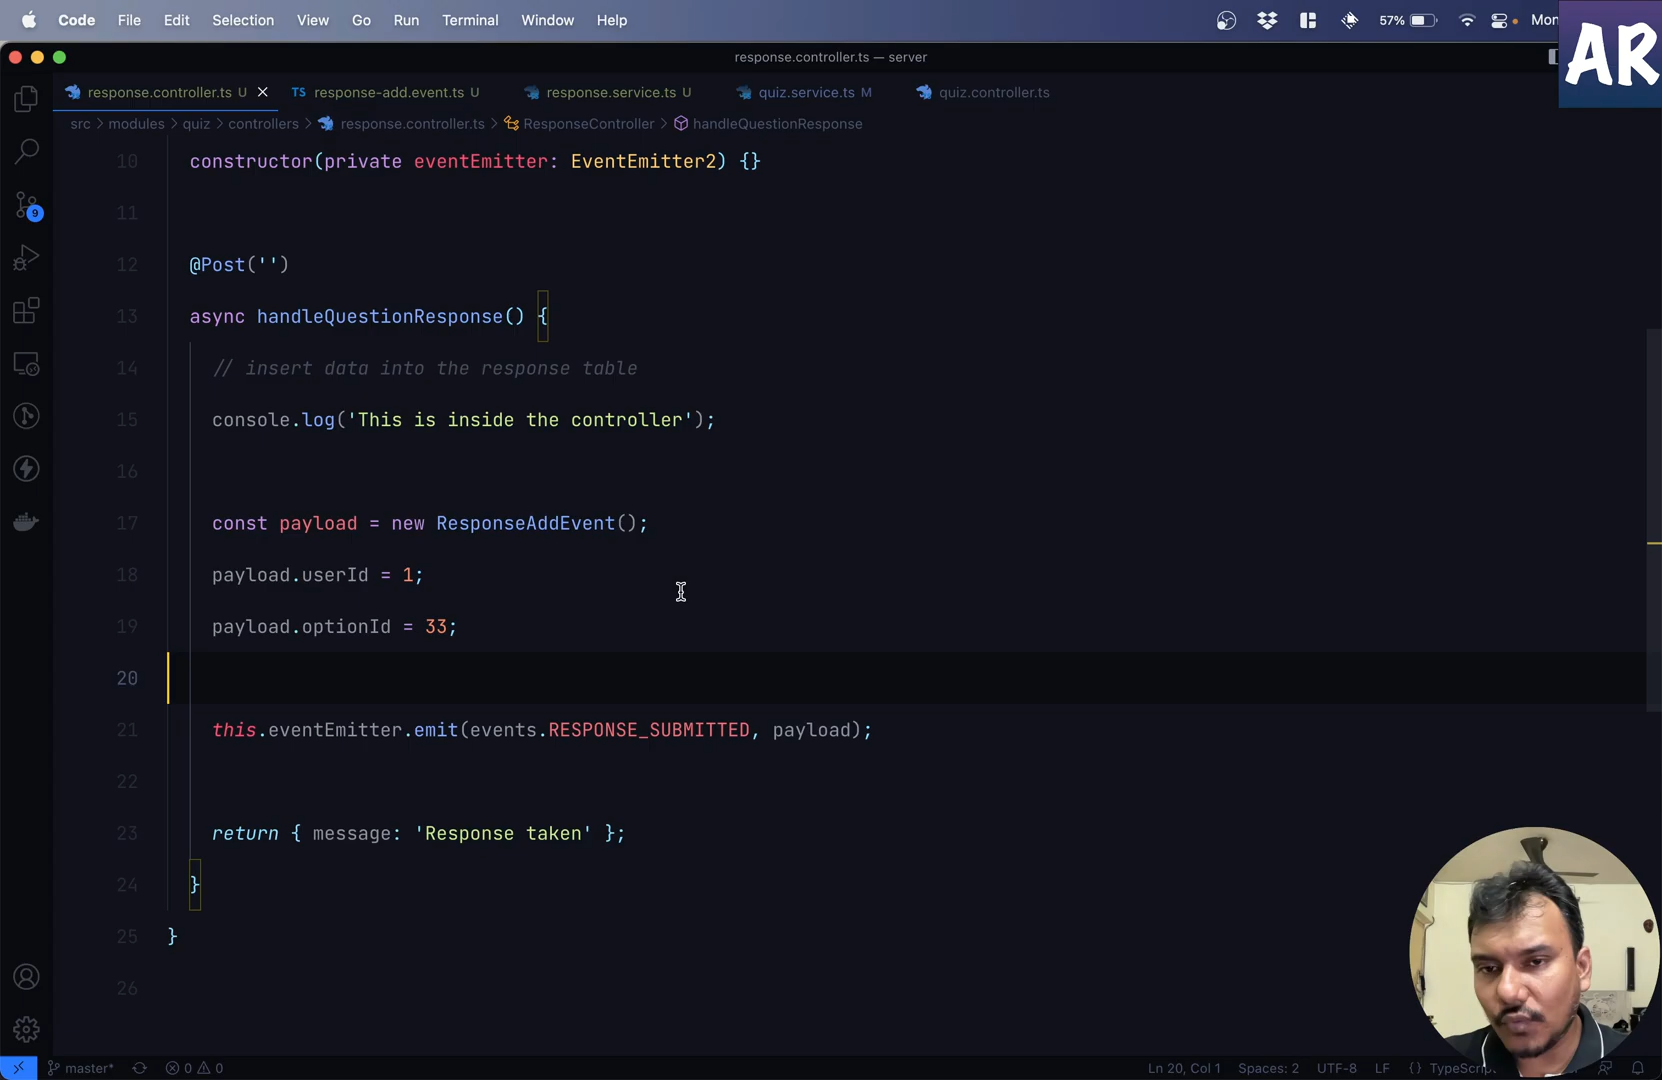 Code File Edit Selection View Go Run Terminal Window Help 57% Mon
AR
response.controller.ts — server
response.controller.ts U TS response-add.event.ts U response.service.ts U quiz.service.ts M quiz.controller.ts
src > modules > quiz > controllers > response.controller.ts > ResponseController > handleQuestionResponse
10 constructor(private eventEmitter: EventEmitter2) {}
11
12 @Post('')
13 async handleQuestionResponse() {
14 // insert data into the response table
15 console.log('This is inside the controller');
16
17 const payload = new ResponseAddEvent();
18 payload.userId = 1;
19 payload.optionId = 33;
20
21 this.eventEmitter.emit(events.RESPONSE_SUBMITTED, payload);
22
23 return { message: 'Response taken' };
24 }
25 }
26
9
master* 0 0 Ln 20, Col 1 Spaces: 2 UTF-8 LF {} TypeScrip